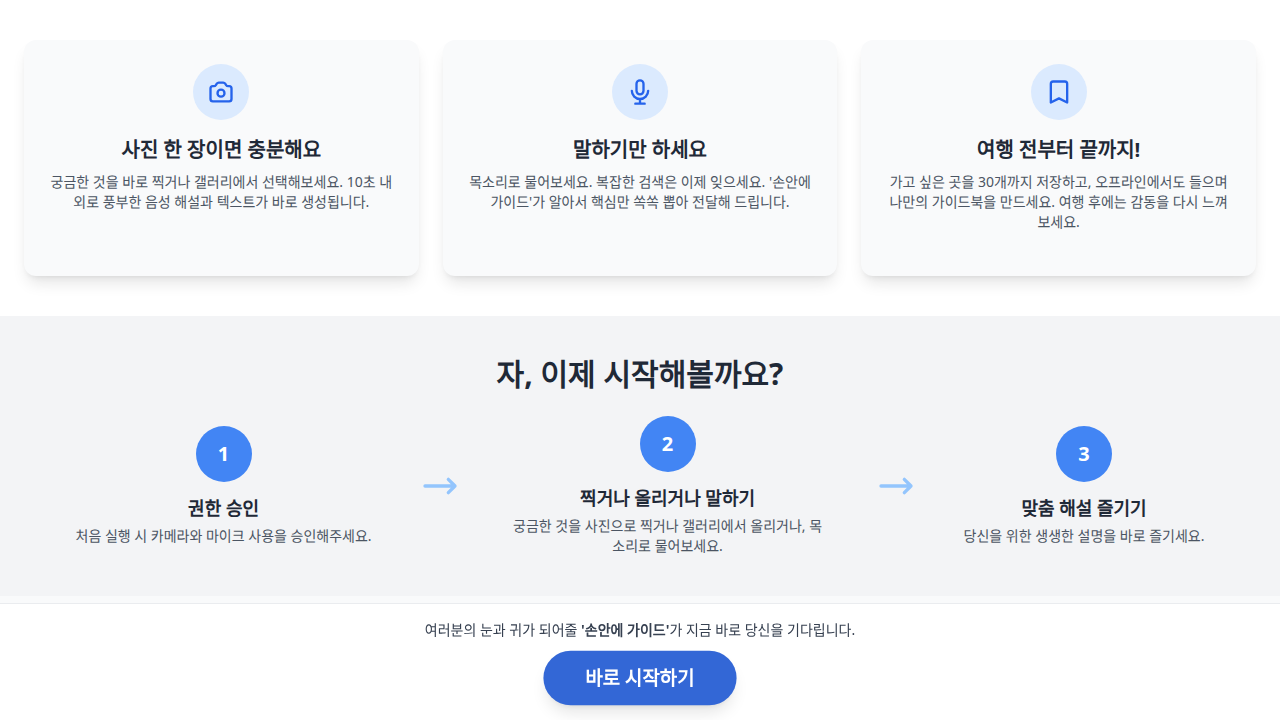 사진 한 장이면 충분해요
궁금한 것을 바로 찍거나 갤러리에서 선택해보세요. 10초 내
외로 풍부한 음성 해설과 텍스트가 바로 생성됩니다.
말하기만 하세요
목소리로 물어보세요. 복잡한 검색은 이제 잊으세요. '손안에
가이드'가 알아서 핵심만 쏙쏙 뽑아 전달해 드립니다.
여행 전부터 끝까지!
가고 싶은 곳을 30개까지 저장하고, 오프라인에서도 들으며
나만의 가이드북을 만드세요. 여행 후에는 감동을 다시 느껴
보세요.
자, 이제 시작해볼까요?
1
권한 승인
처음 실행 시 카메라와 마이크 사용을 승인해주세요.
2
찍거나 올리거나 말하기
궁금한 것을 사진으로 찍거나 갤러리에서 올리거나, 목
소리로 물어보세요.
3
맞춤 해설 즐기기
당신을 위한 생생한 설명을 바로 즐기세요.
여러분의 눈과 귀가 되어줄 '손안에 가이드'가 지금 바로 당신을 기다립니다.
바로 시작하기